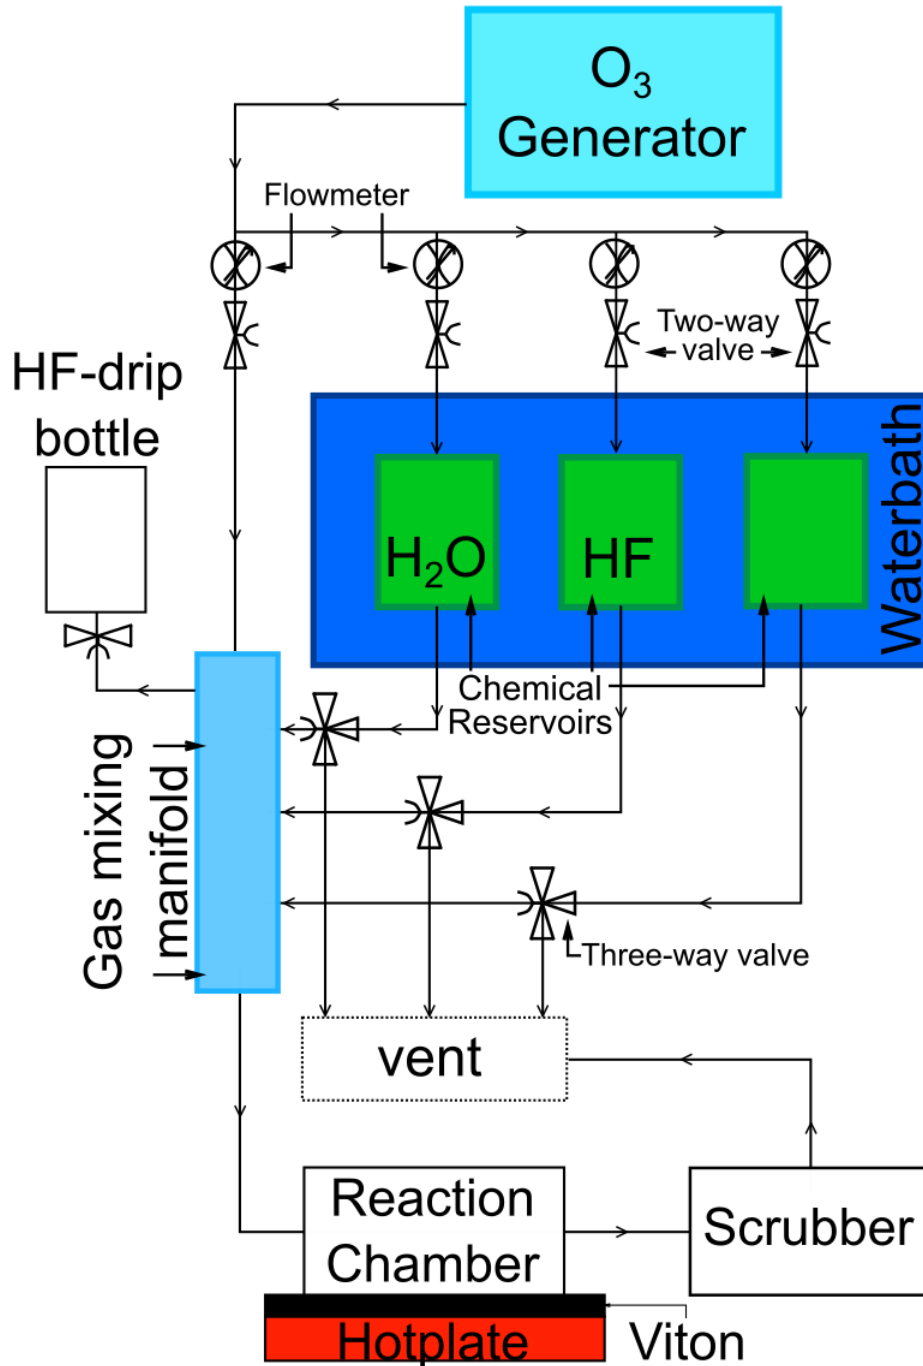 O₃
Generator
Flowmeter
Two-way
valve
HF-drip
bottle
Waterbath
H₂O
HF
Chemical
Reservoirs
Gas mixing
manifold
Three-way valve
vent
Reaction
Chamber
Scrubber
Hotplate
Viton